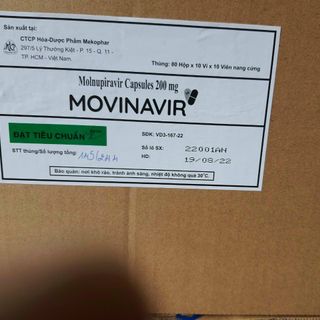 Sản xuất tại:
CTCP Hóa-Dược Phẩm Mekophar
297/5 Lý Thường Kiệt - P. 15 - Q. 11 -
TP. HCM - Việt Nam.
Thùng: 60 Hộp x 10 Vỉ x 10 Viên nang cứng
Molnupiravir Capsules 200 mg
MOVINAVIR
ĐẠT TIÊU CHUẨN
SĐK: VD3-167-22
Số lô SX: 22001AN
HD: 19/08/22
STT thùng/Số lượng tổng:
Bảo quản: nơi khô ráo, tránh ánh sáng, nhiệt độ không quá 30°C.